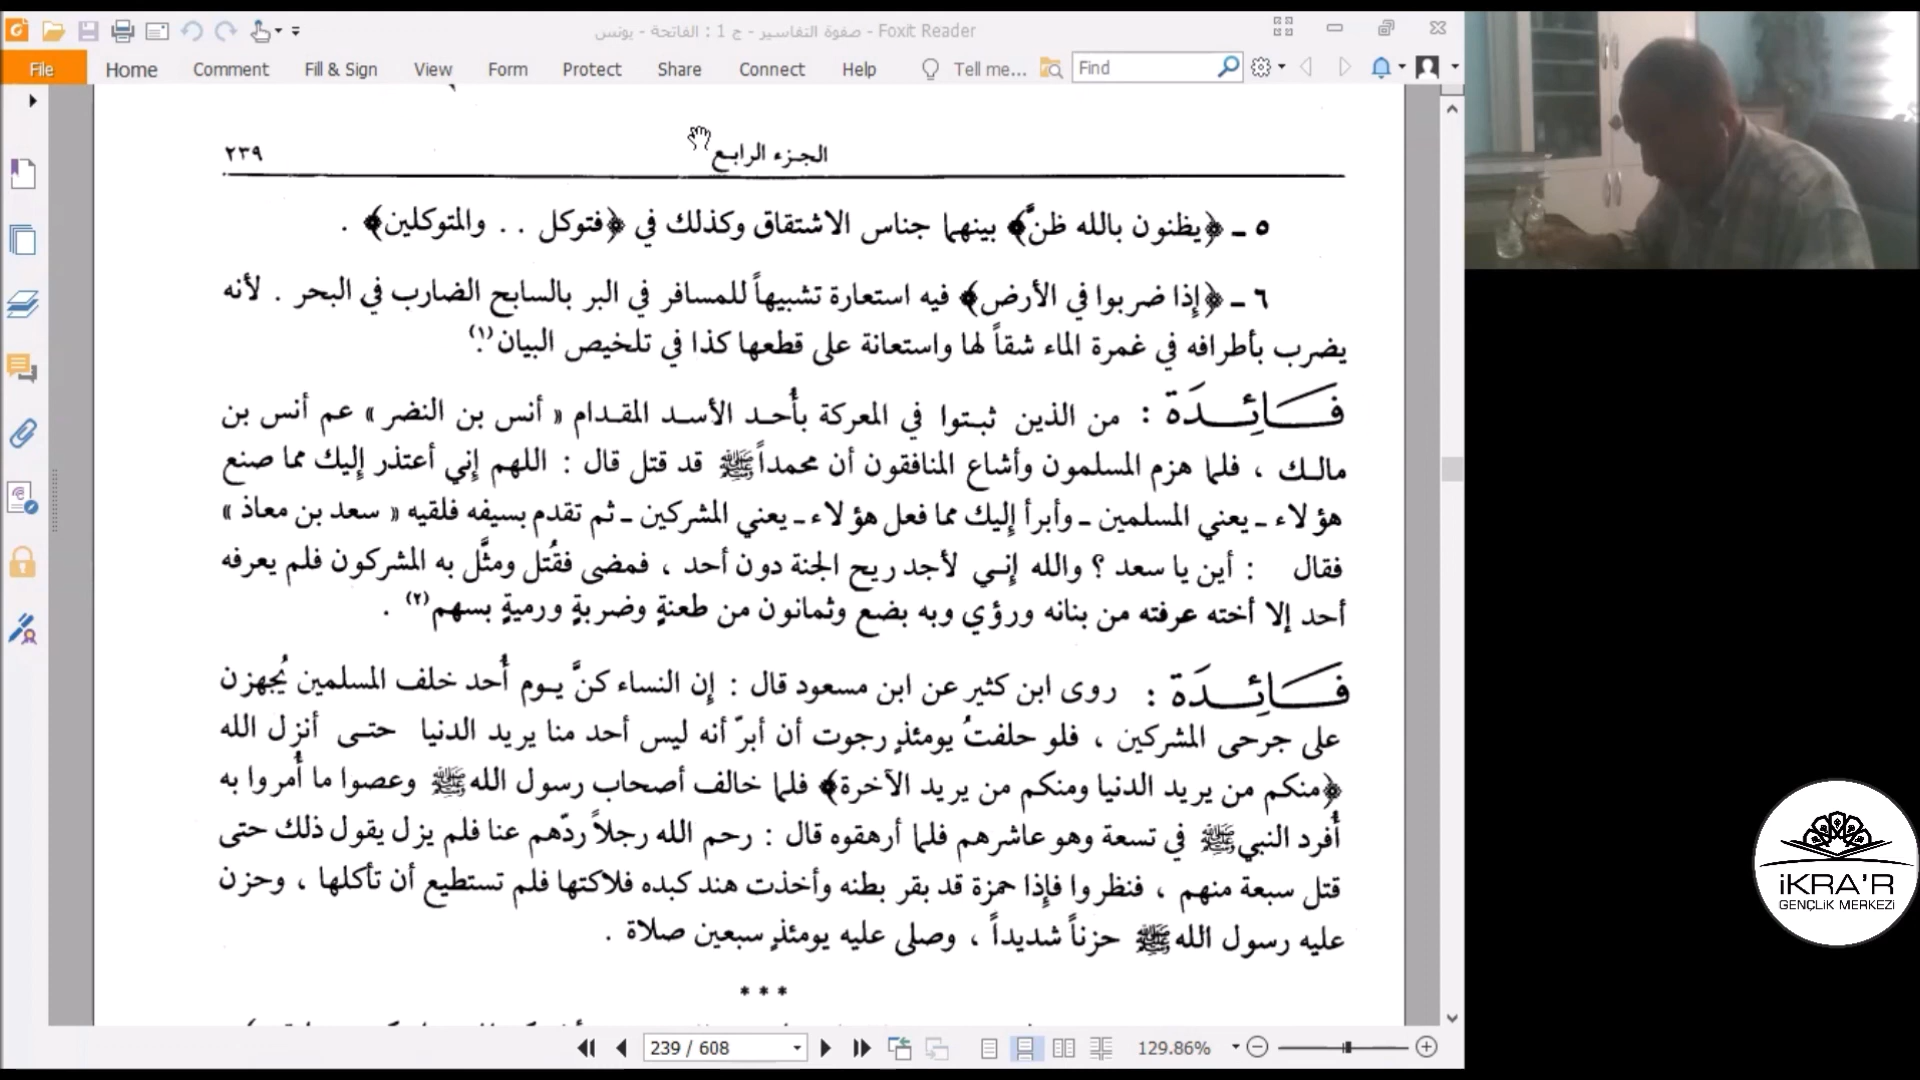 صفوة التفاسير - ج 1 : الفاتحة - يونس - Foxit Reader
File Home Comment Fill & Sign View Form Protect Share Connect Help Tell me... Find
الجزء الرابع ٢٣٩
٥ ـ ﴿يظنون بالله ظنَّ﴾ بينهما جناس الاشتقاق وكذلك في ﴿فتوكل . . والمتوكلين﴾ .
٦ ـ ﴿إذا ضربوا في الأرض﴾ فيه استعارة تشبيهاً للمسافر في البر بالسابح الضارب في البحر . لأنه
يضرب بأطرافه في غمرة الماء شقاً لها واستعانة على قطعها كذا في تلخيص البيان(١).
فَـائِـدَة : من الذين ثبتوا في المعركة بأُحد الأسد المقدام « أنس بن النضر » عم أنس بن
مالك ، فلما هزم المسلمون وأشاع المنافقون أن محمداً ﷺ قد قتل قال : اللهم إني أعتذر إليك مما صنع
هؤلاء ـ يعني المسلمين ـ وأبرأ إليك مما فعل هؤلاء ـ يعني المشركين ـ ثم تقدم بسيفه فلقيه « سعد بن معاذ »
فقال : أين يا سعد ؟ والله إنـي لأجد ريح الجنة دون أحد ، فمضى فقُتل ومثَّل به المشركون فلم يعرفه
أحد إلا أخته عرفته من بنانه ورؤي وبه بضع وثمانون من طعنةٍ وضربةٍ ورميةٍ بسهم(٢) .
فَـائِـدَة : روى ابن كثير عن ابن مسعود قال : إن النساء كنَّ يـوم أُحد خلف المسلمين يُجهزن
على جرحى المشركين ، فلو حلفتُ يومئذٍ رجوت أن أبرّ أنه ليس أحد منا يريد الدنيا حتـى أنزل الله
﴿منكم من يريد الدنيا ومنكم من يريد الآخرة﴾ فلما خالف أصحاب رسول الله ﷺ وعصوا ما أُمروا به
أُفرد النبي ﷺ في تسعة وهو عاشرهم فلما أرهقوه قال : رحم الله رجلاً ردّهم عنا فلم يزل يقول ذلك حتى
قتل سبعة منهم ، فنظروا فإذا حمزة قد بقر بطنه وأخذت هند كبده فلاكتها فلم تستطيع أن تأكلها ، وحزن
عليه رسول الله ﷺ حزناً شديداً ، وصلى عليه يومئذٍ سبعين صلاة .
* * *
239 / 608 129.86%
iKRA'R
GENÇLiK MERKEZi